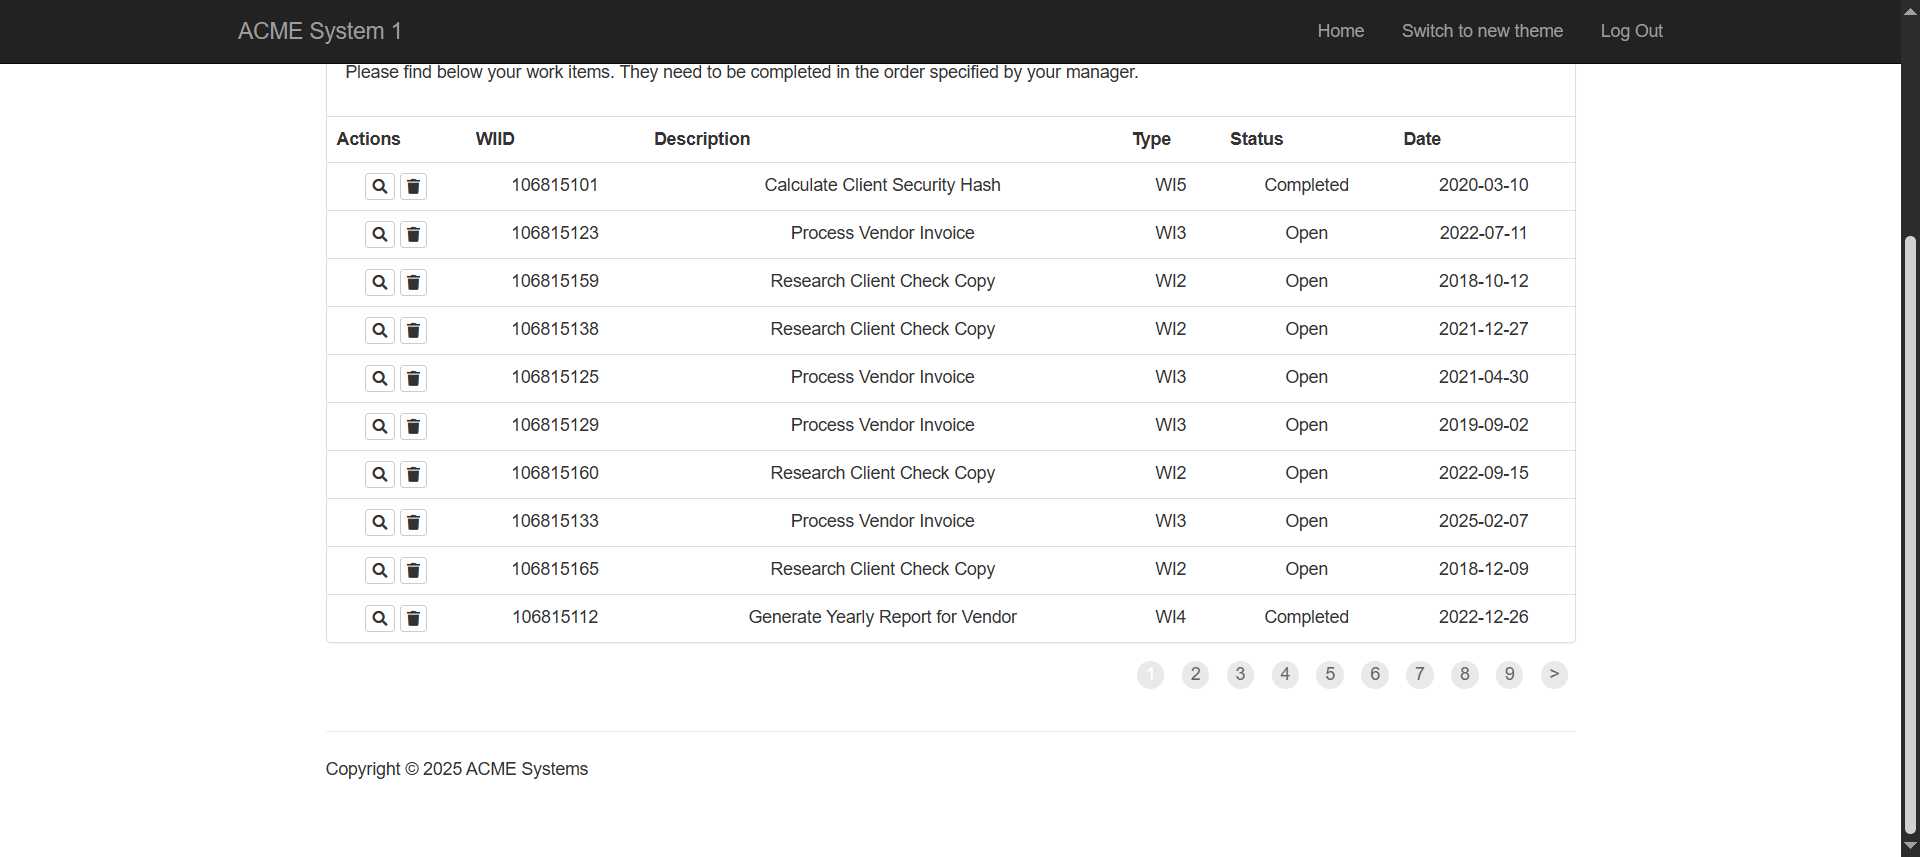 ACME System 1 Home Switch to new theme Log Out
Please find below your work items. They need to be completed in the order specified by your manager.
Actions WIID Description Type Status Date
106815101 Calculate Client Security Hash WI5 Completed 2020-03-10
106815123 Process Vendor Invoice WI3 Open 2022-07-11
106815159 Research Client Check Copy WI2 Open 2018-10-12
106815138 Research Client Check Copy WI2 Open 2021-12-27
106815125 Process Vendor Invoice WI3 Open 2021-04-30
106815129 Process Vendor Invoice WI3 Open 2019-09-02
106815160 Research Client Check Copy WI2 Open 2022-09-15
106815133 Process Vendor Invoice WI3 Open 2025-02-07
106815165 Research Client Check Copy WI2 Open 2018-12-09
106815112 Generate Yearly Report for Vendor WI4 Completed 2022-12-26
1 2 3 4 5 6 7 8 9 >
Copyright © 2025 ACME Systems